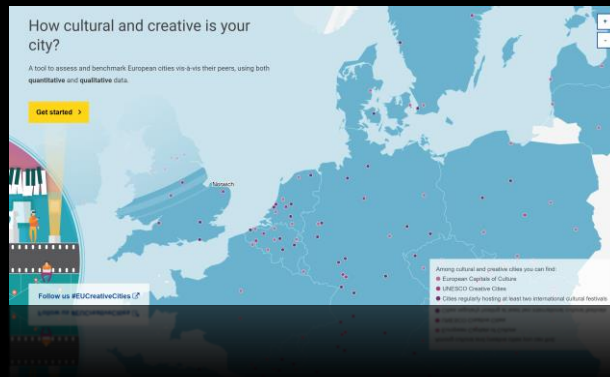 How cultural and creative is your
city?
A tool to assess and benchmark European cities vis-à-vis their peers, using both
quantitative and qualitative data.
Get started >
+
-
Norwich
Among cultural and creative cities you can find:
European Capitals of Culture
UNESCO Creative Cities
Cities regularly hosting at least two international cultural festivals
Follow us #EUCreativeCities